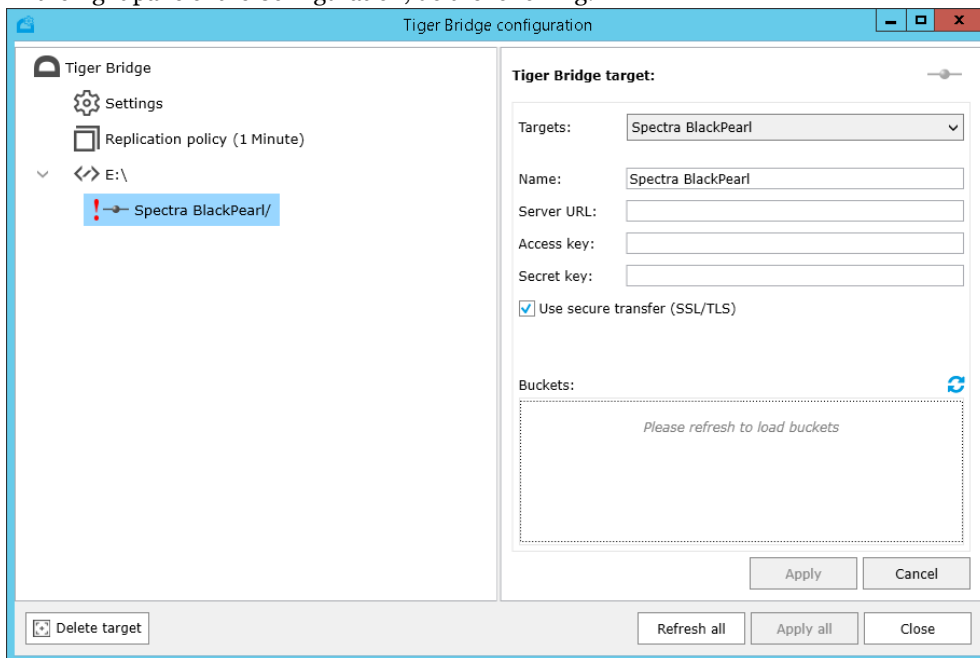 Tiger Bridge configuration
Tiger Bridge
Settings
Replication policy (1 Minute)
E:\
Spectra BlackPearl/
Delete target
Tiger Bridge target:
Targets: Spectra BlackPearl
Name: Spectra BlackPearl
Server URL:
Access key:
Secret key:
Use secure transfer (SSL/TLS)
Buckets:
Please refresh to load buckets
Apply Cancel
Refresh all Apply all Close